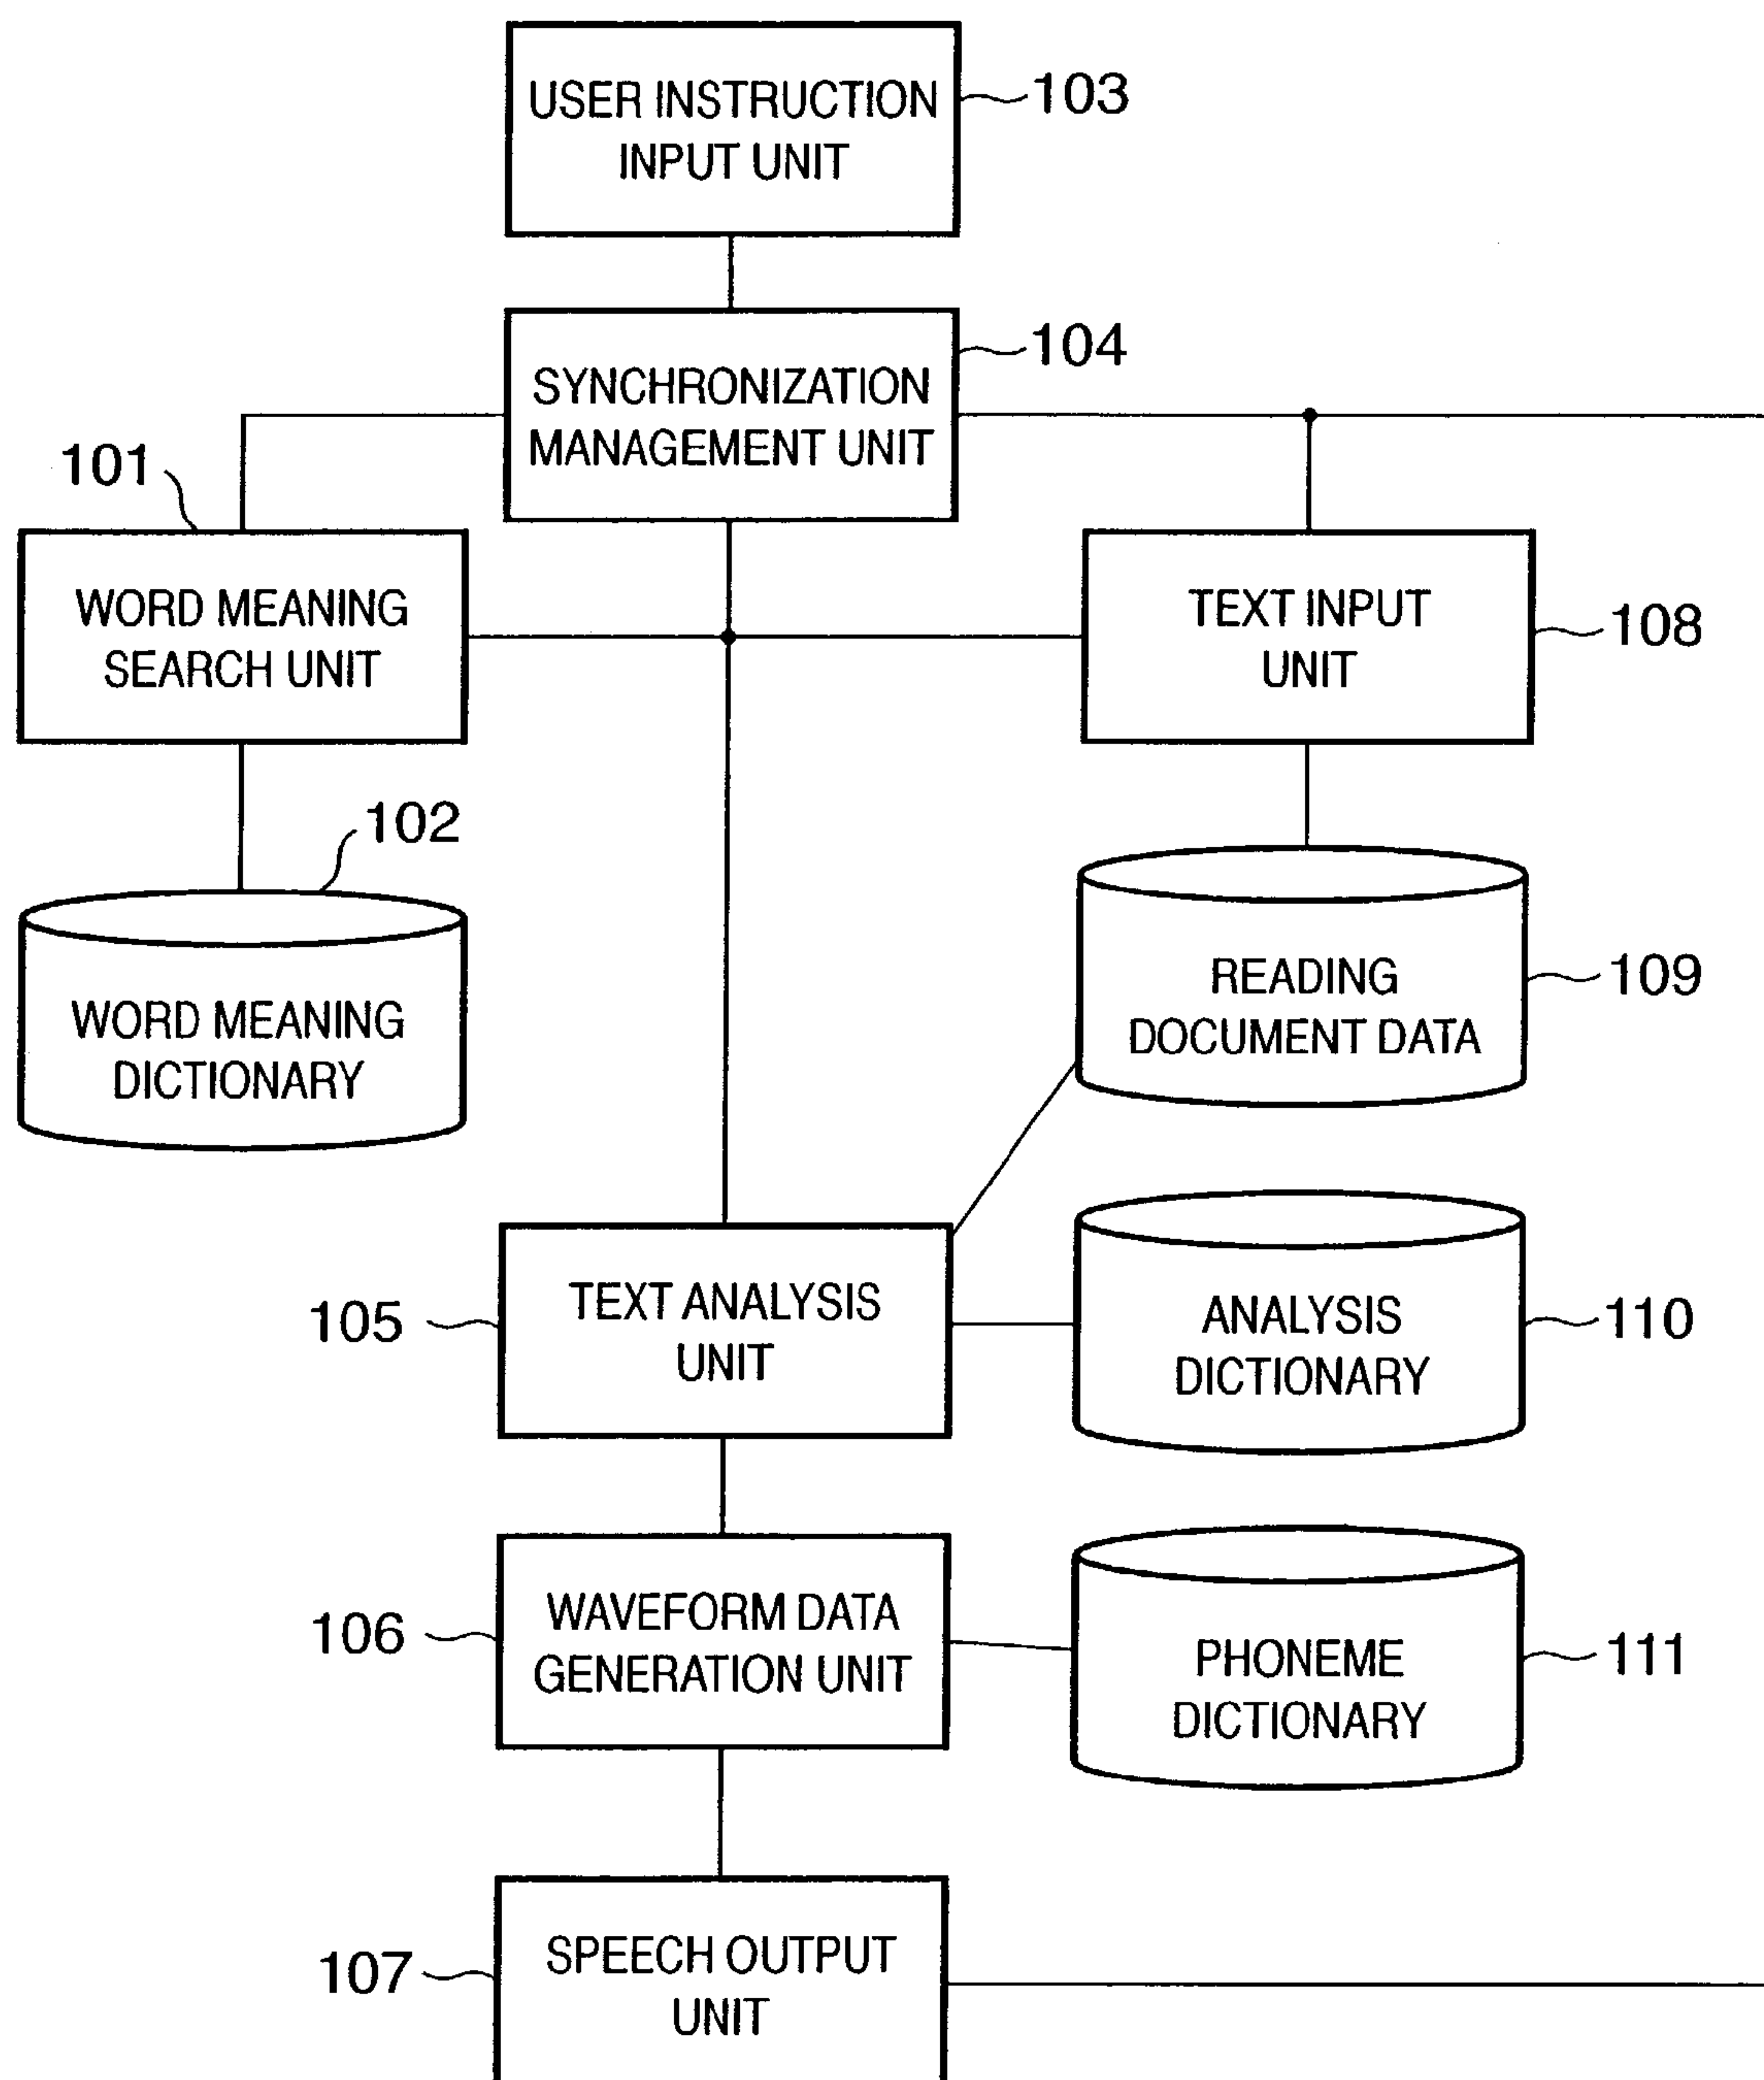 USER INSTRUCTION
INPUT UNIT
103
SYNCHRONIZATION
MANAGEMENT UNIT
104
101
WORD MEANING
SEARCH UNIT
TEXT INPUT
UNIT
108
102
WORD MEANING
DICTIONARY
READING
DOCUMENT DATA
109
105
TEXT ANALYSIS
UNIT
ANALYSIS
DICTIONARY
110
106
WAVEFORM DATA
GENERATION UNIT
PHONEME
DICTIONARY
111
107
SPEECH OUTPUT
UNIT